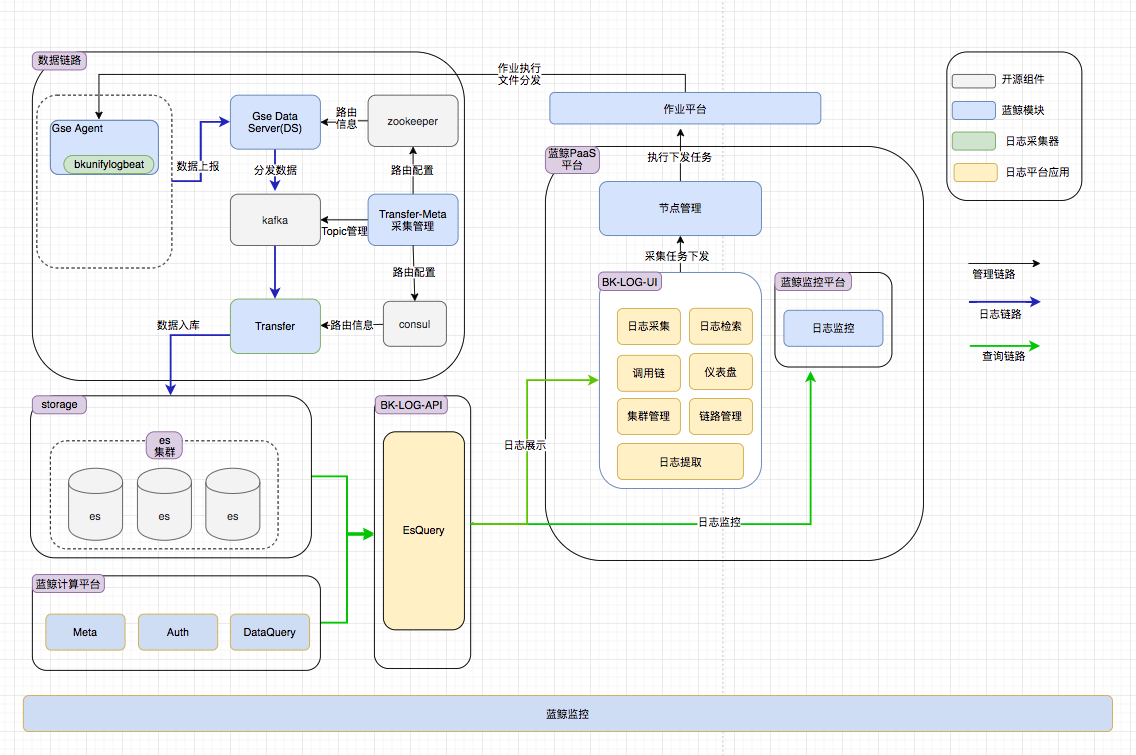 数据链路
作业执行
文件分发
Gse Agent
bkunifylogbeat
数据上报
Gse Data
Server(DS)
路由
信息
zookeeper
分发数据
路由配置
kafka
Topic管理
Transfer-Meta
采集管理
路由配置
Transfer
路由信息
consul
数据入库
作业平台
执行下发任务
蓝鲸PaaS
平台
节点管理
采集任务下发
BK-LOG-UI
日志采集
日志检索
调用链
仪表盘
集群管理
链路管理
日志提取
蓝鲸监控平台
日志监控
开源组件
蓝鲸模块
日志采集器
日志平台应用
管理链路
日志链路
查询链路
storage
es
集群
es
es
es
BK-LOG-API
EsQuery
日志展示
日志监控
蓝鲸计算平台
Meta
Auth
DataQuery
蓝鲸监控